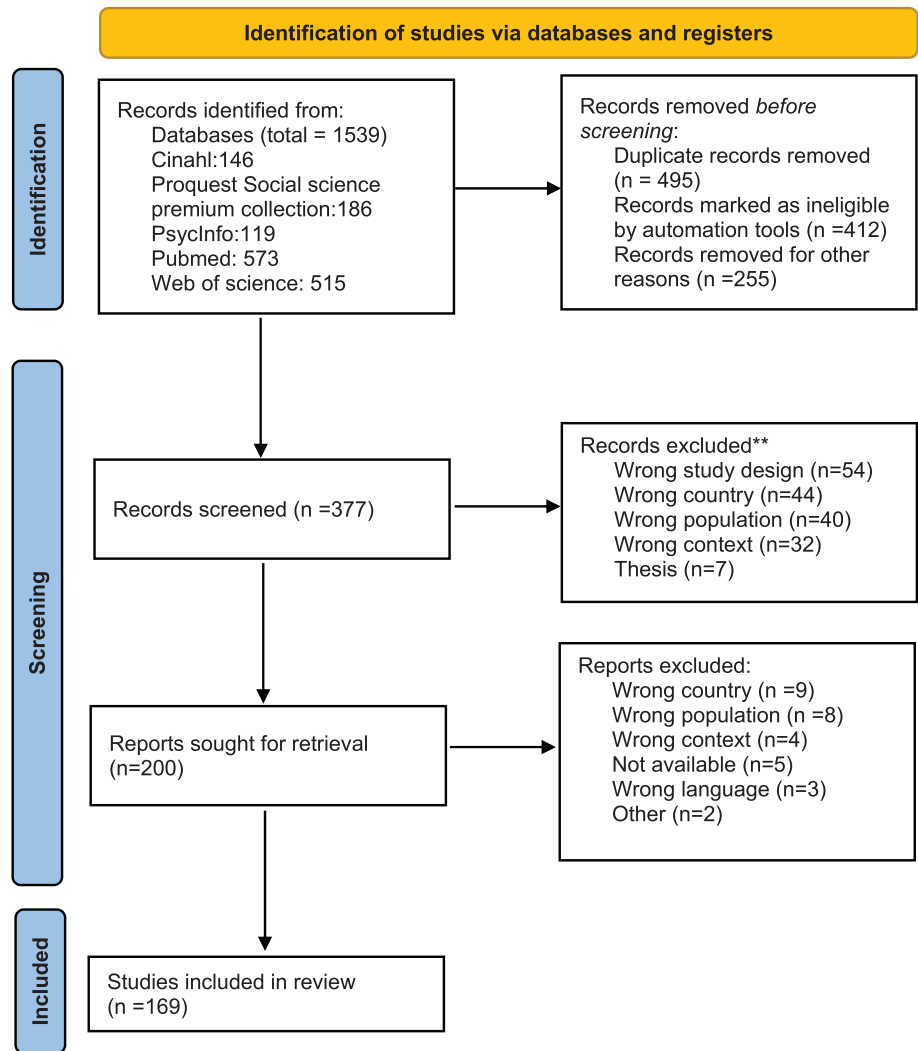 Identification of studies via databases and registers
Identification
Records identified from:
Databases (total = 1539)
Cinahl:146
Proquest Social science
premium collection:186
PsycInfo:119
Pubmed: 573
Web of science: 515
Records removed before
screening:
Duplicate records removed
(n = 495)
Records marked as ineligible
by automation tools (n =412)
Records removed for other
reasons (n =255)
Screening
Records screened (n =377)
Records excluded**
Wrong study design (n=54)
Wrong country (n=44)
Wrong population (n=40)
Wrong context (n=32)
Thesis (n=7)
Reports sought for retrieval
(n=200)
Reports excluded:
Wrong country (n =9)
Wrong population (n =8)
Wrong context (n=4)
Not available (n=5)
Wrong language (n=3)
Other (n=2)
Included
Studies included in review
(n =169)